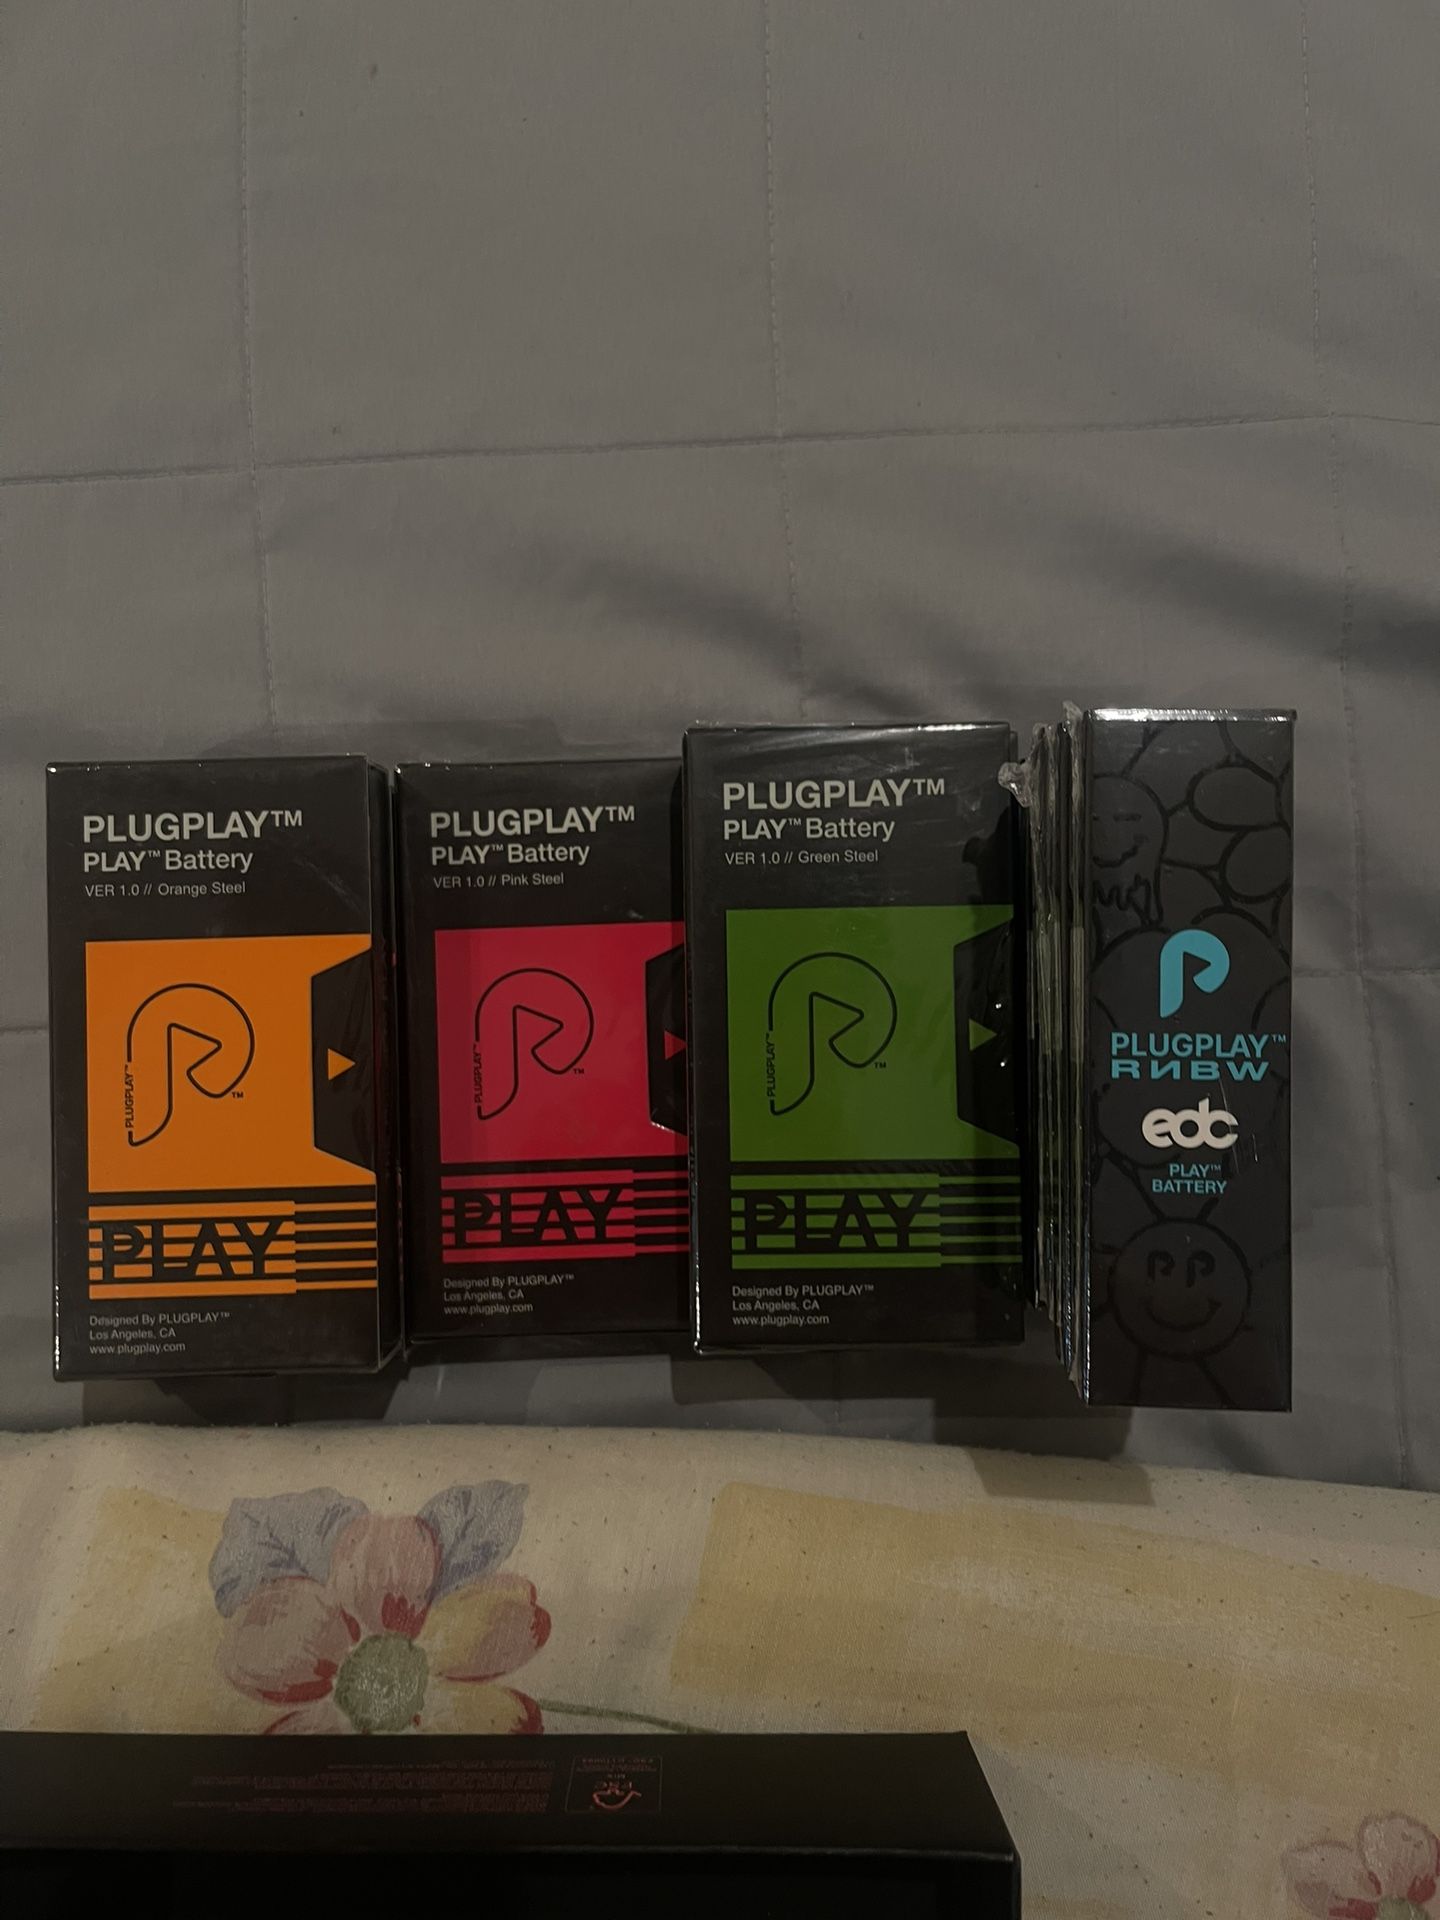 PLUGPLAY™
PLAY™ Battery
VER 1.0 // Orange Steel
PLUGPLAY™
TM
PLAY
Designed By PLUGPLAY™
Los Angeles, CA
www.plugplay.com
PLUGPLAY™
PLAY™ Battery
VER 1.0 // Pink Steel
PLUGPLAY™
TM
PLAY
Designed By PLUGPLAY™
Los Angeles, CA
www.plugplay.com
PLUGPLAY™
PLAY™ Battery
VER 1.0 // Green Steel
PLUGPLAY™
TM
PLAY
Designed By PLUGPLAY™
Los Angeles, CA
www.plugplay.com
PLUGPLAY™
RNBW
edc
PLAY™
BATTERY
FSC